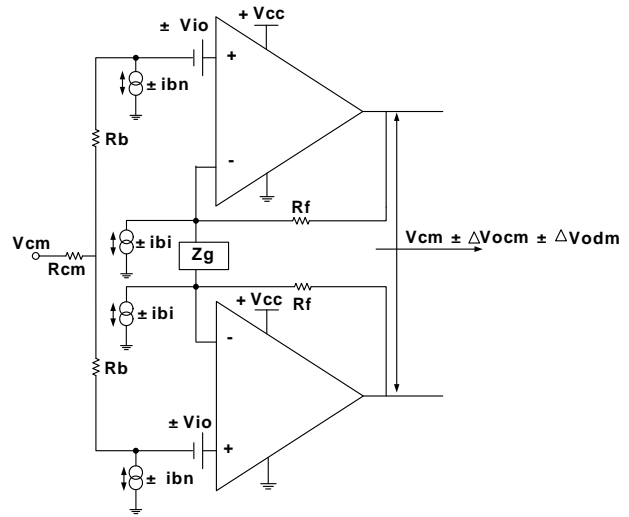 + Vcc
± Vio
+
± ibn
Rb
-
Rf
Vcm
Rcm
± ibi
Zg
Vcm ± ΔVocm ± ΔVodm
± ibi
+ Vcc
Rf
-
Rb
± Vio
+
± ibn